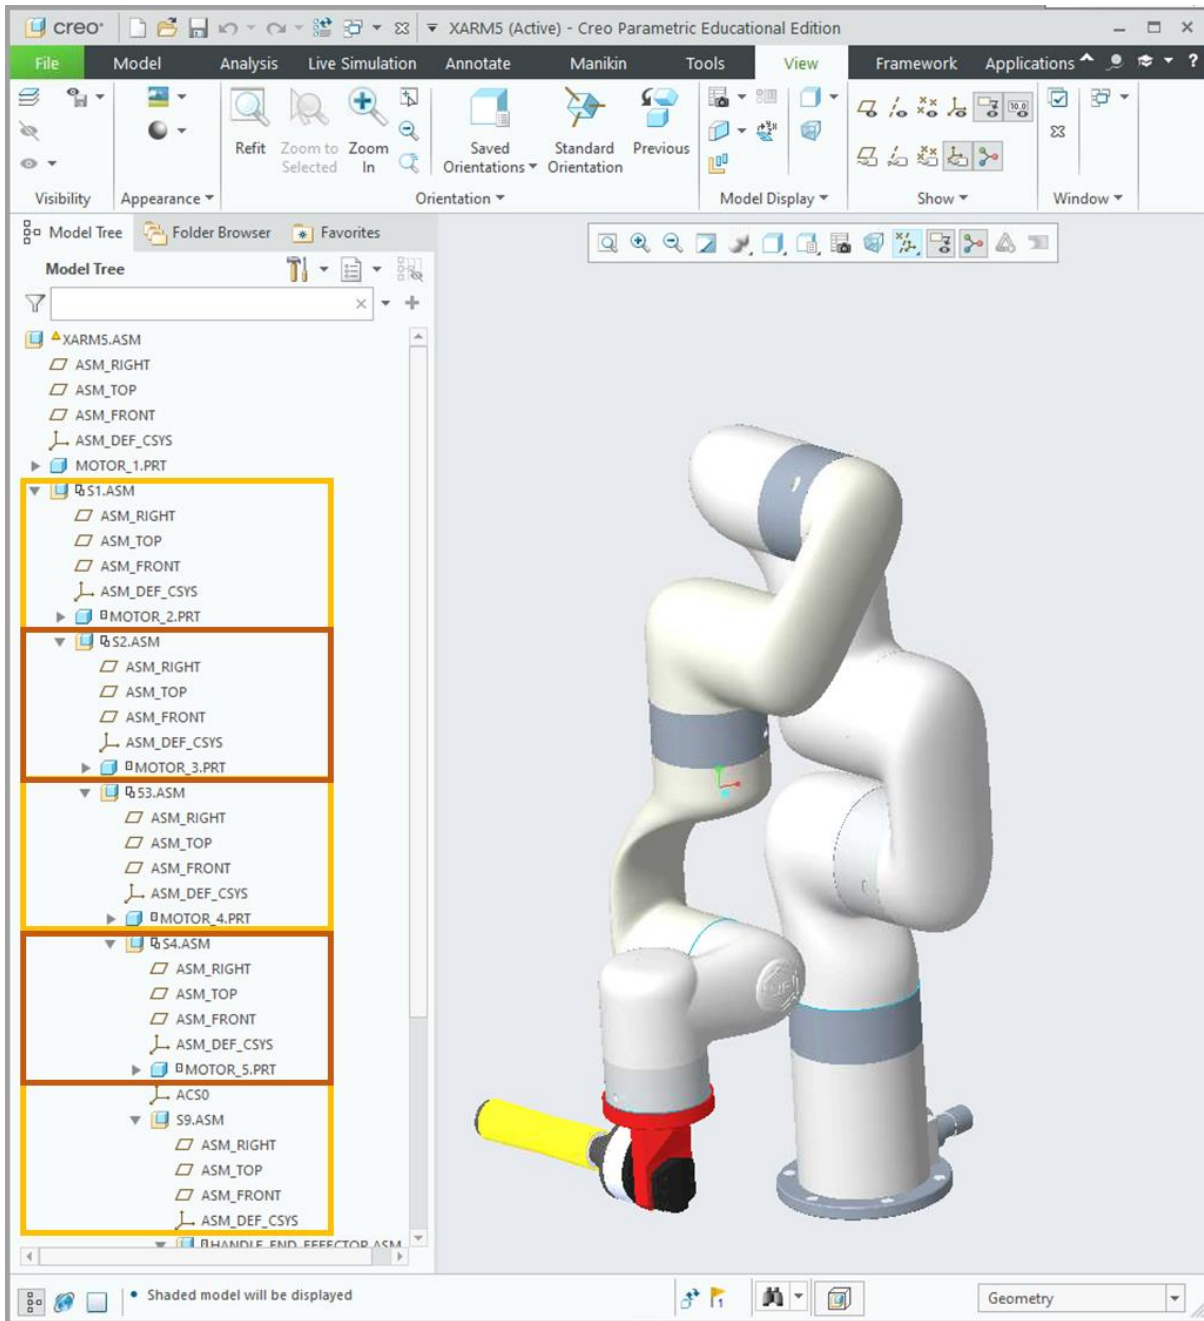 creo· XARM5 (Active) - Creo Parametric Educational Edition
File Model Analysis Live Simulation Annotate Manikin Tools View Framework Applications ?
Refit Zoom to Selected Zoom In Saved Orientations Standard Orientation Previous 10.0
Visibility Appearance Orientation Model Display Show Window
Model Tree Folder Browser Favorites
Model Tree
XARM5.ASM
ASM_RIGHT
ASM_TOP
ASM_FRONT
ASM_DEF_CSYS
MOTOR_1.PRT
S1.ASM
ASM_RIGHT
ASM_TOP
ASM_FRONT
ASM_DEF_CSYS
MOTOR_2.PRT
S2.ASM
ASM_RIGHT
ASM_TOP
ASM_FRONT
ASM_DEF_CSYS
MOTOR_3.PRT
S3.ASM
ASM_RIGHT
ASM_TOP
ASM_FRONT
ASM_DEF_CSYS
MOTOR_4.PRT
S4.ASM
ASM_RIGHT
ASM_TOP
ASM_FRONT
ASM_DEF_CSYS
MOTOR_5.PRT
ACS0
S9.ASM
ASM_RIGHT
ASM_TOP
ASM_FRONT
ASM_DEF_CSYS
HANDLE_END_EFFECTOR.ASM
• Shaded model will be displayed
1
Geometry